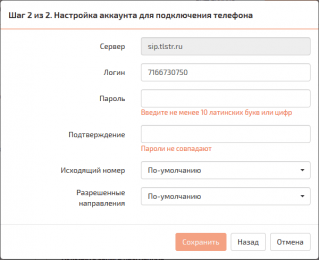 Шаг 2 из 2. Настройка аккаунта для подключения телефона
Сервер
sip.tlstr.ru
Логин
7166730750
Пароль
Введите не менее 10 латинских букв или цифр
Подтверждение
Пароли не совпадают
Исходящий номер
По-умолчанию
Разрешенные
направления
По-умолчанию
Сохранить
Назад
Отмена